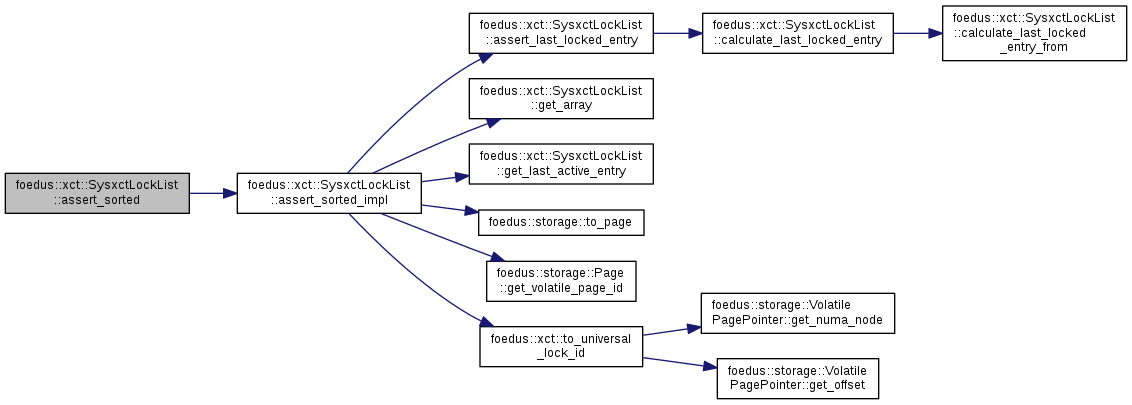 foedus::xct::SysxctLockList
::assert_sorted
foedus::xct::SysxctLockList
::assert_sorted_impl
foedus::xct::SysxctLockList
::assert_last_locked_entry
foedus::xct::SysxctLockList
::calculate_last_locked_entry
foedus::xct::SysxctLockList
::calculate_last_locked
_entry_from
foedus::xct::SysxctLockList
::get_array
foedus::xct::SysxctLockList
::get_last_active_entry
foedus::storage::to_page
foedus::storage::Page
::get_volatile_page_id
foedus::xct::to_universal
_lock_id
foedus::storage::Volatile
PagePointer::get_numa_node
foedus::storage::Volatile
PagePointer::get_offset